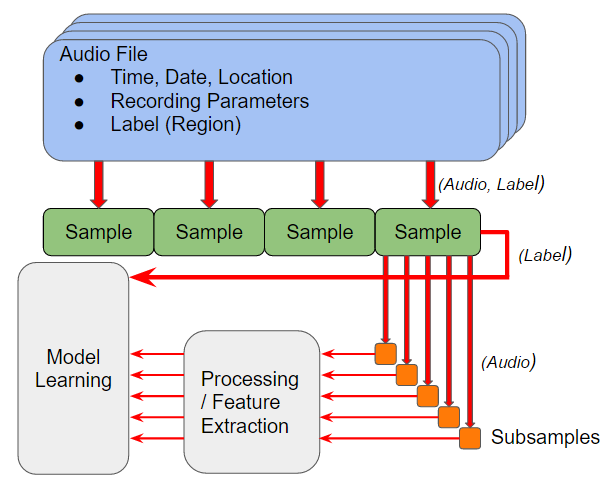 Audio File
● Time, Date, Location
● Recording Parameters
● Label (Region)
(Audio, Label)
Sample Sample Sample Sample
(Label)
Model
Learning
Processing
/ Feature
Extraction
(Audio)
Subsamples